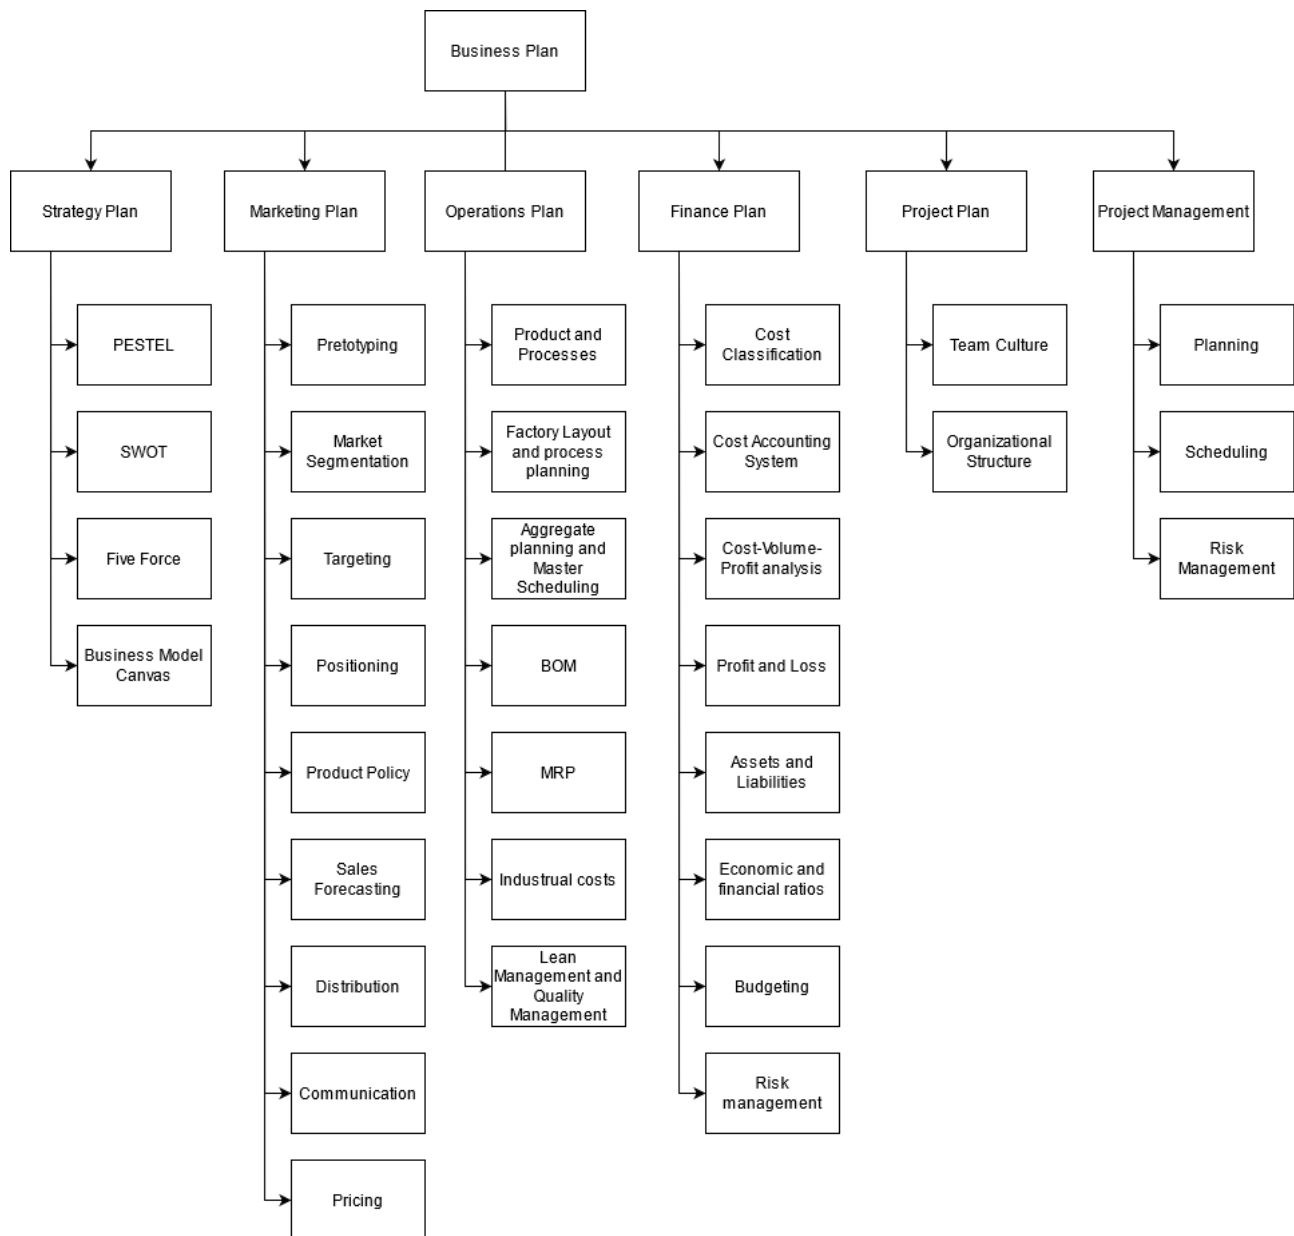 Business Plan
Strategy Plan
Marketing Plan
Operations Plan
Finance Plan
Project Plan
Project Management
PESTEL
SWOT
Five Force
Business Model
Canvas
Pretotyping
Market
Segmentation
Targeting
Positioning
Product Policy
Sales
Forecasting
Distribution
Communication
Pricing
Product and
Processes
Factory Layout
and process
planning
Aggregate
planning and
Master
Scheduling
BOM
MRP
Industrual costs
Lean
Management and
Quality
Management
Cost
Classification
Cost Accounting
System
Cost-Volume-
Profit analysis
Profit and Loss
Assets and
Liabilities
Economic and
financial ratios
Budgeting
Risk
management
Team Culture
Organizational
Structure
Planning
Scheduling
Risk
Management